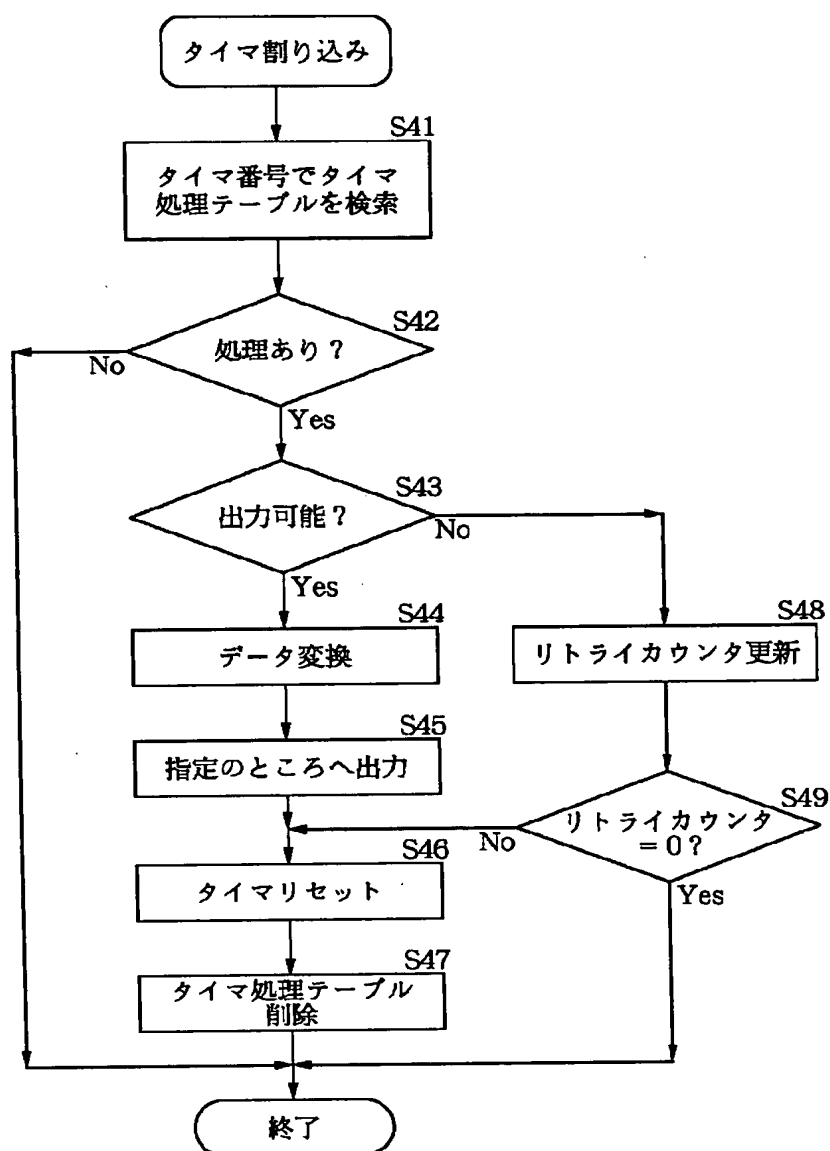 タイマ割り込み
S41
タイマ番号でタイマ
処理テーブルを検索
S42
処理あり？
No
Yes
S43
出力可能？
No
Yes
S44
データ変換
S48
リトライカウンタ更新
S45
指定のところへ出力
S49
リトライカウンタ
＝0？
No
Yes
S46
タイマリセット
S47
タイマ処理テーブル
削除
終了